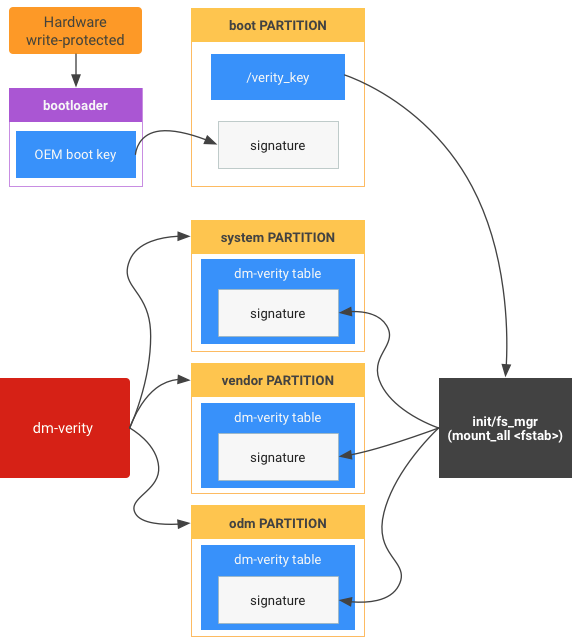 Hardware
write-protected
boot PARTITION
/verity_key
bootloader
OEM boot key
signature
system PARTITION
dm-verity table
signature
vendor PARTITION
dm-verity table
signature
dm-verity
init/fs_mgr
(mount_all <fstab>)
odm PARTITION
dm-verity table
signature